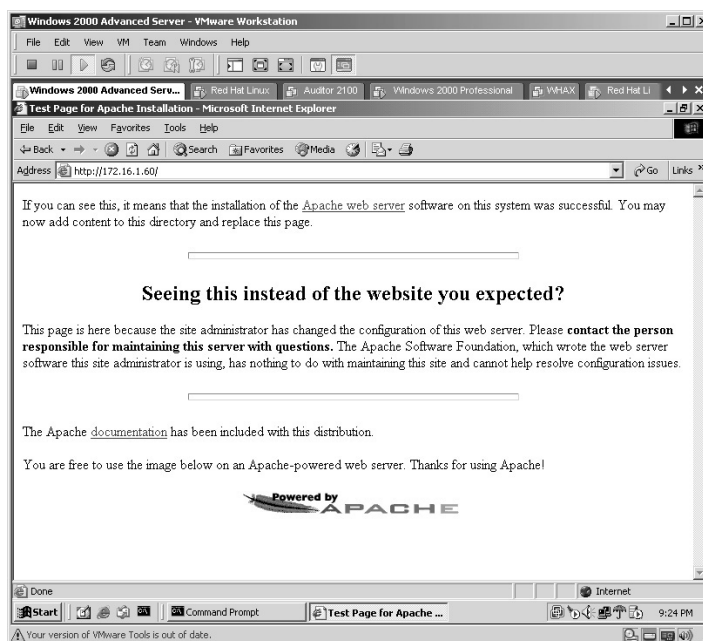 Windows 2000 Advanced Server - VMware Workstation
File Edit View VM Team Windows Help
Windows 2000 Advanced Serv... Red Hat Linux Auditor 2100 Windows 2000 Professional WHAX Red Hat Li
Test Page for Apache Installation - Microsoft Internet Explorer
File Edit View Favorites Tools Help
Back Search Favorites Media
Address http://172.16.1.60/ Go Links
If you can see this, it means that the installation of the Apache web server software on this system was successful. You may
now add content to this directory and replace this page.
Seeing this instead of the website you expected?
This page is here because the site administrator has changed the configuration of this web server. Please contact the person
responsible for maintaining this server with questions. The Apache Software Foundation, which wrote the web server
software this site administrator is using, has nothing to do with maintaining this site and cannot help resolve configuration issues.
The Apache documentation has been included with this distribution.
You are free to use the image below on an Apache-powered web server. Thanks for using Apache!
Powered by
APACHE
Done Internet
Start Command Prompt Test Page for Apache ... 9:24 PM
Your version of VMware Tools is out of date.